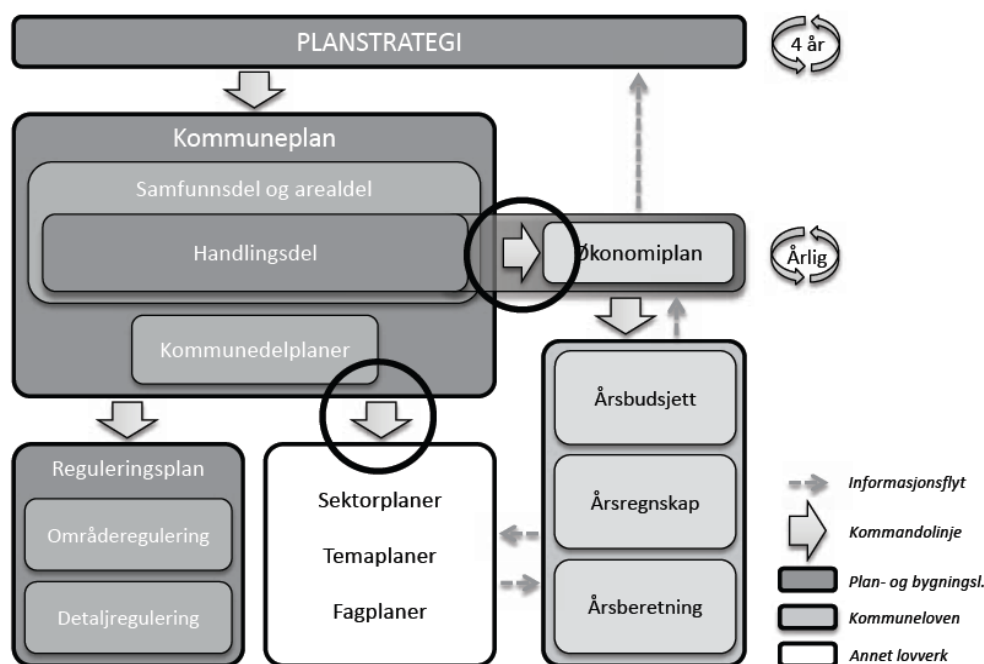 PLANSTRATEGI
4 år
Kommuneplan
Samfunnsdel og arealdel
Handlingsdel
Økonomiplan
Årlig
Kommunedelplaner
Årsbudsjett
Reguleringsplan
Områderegulering
Detaljregulering
Sektorplaner
Temaplaner
Fagplaner
Årsregnskap
Årsberetning
Informasjonsflyt
Kommandolinje
Plan- og bygningsl.
Kommuneloven
Annet lovverk